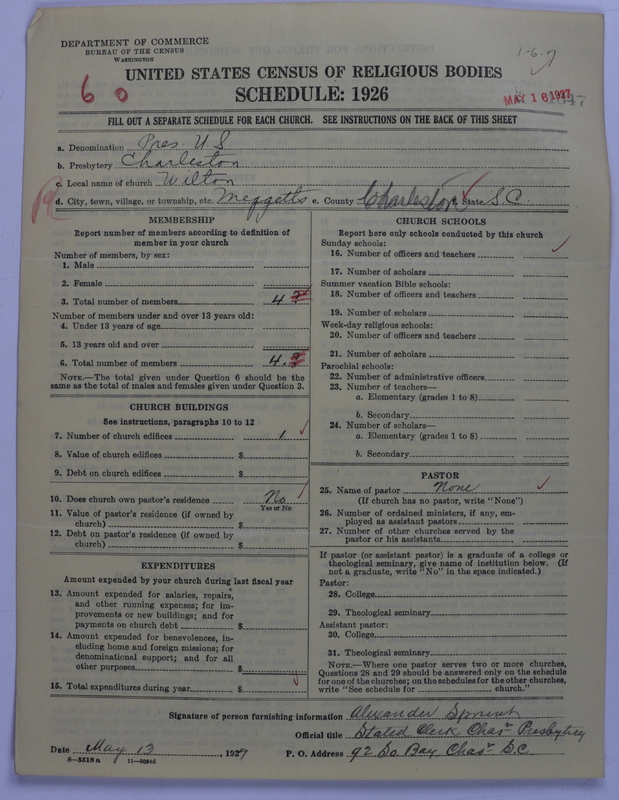 DEPARTMENT OF COMMERCE
BUREAU OF THE CENSUS
WASHINGTON
1-6-7
UNITED STATES CENSUS OF RELIGIOUS BODIES
SCHEDULE: 1926
6 0
MAY 16 1927
FILL OUT A SEPARATE SCHEDULE FOR EACH CHURCH. SEE INSTRUCTIONS ON THE BACK OF THIS SHEET
a. Denomination Pres. U.S.
b. Presbytery Charleston
c. Local name of church Wilton
d. City, town, village, or township, etc. Meggetts e. County Charleston f. State S.C.
MEMBERSHIP
Report number of members according to definition of
member in your church
Number of members, by sex:
1. Male
2. Female
3. Total number of members 4
Number of members under and over 13 years old:
4. Under 13 years of age
5. 13 years old and over
6. Total number of members 4
NOTE.—The total given under Question 6 should be the
same as the total of males and females given under Question 3.
CHURCH BUILDINGS
See instructions, paragraphs 10 to 12
7. Number of church edifices 1
8. Value of church edifices $
9. Debt on church edifices $
10. Does church own pastor's residence No
Yes or No
11. Value of pastor's residence (if owned by
church) $
12. Debt on pastor's residence (if owned by
church) $
EXPENDITURES
Amount expended by your church during last fiscal year
13. Amount expended for salaries, repairs,
and other running expenses; for im-
provements or new buildings; and for
payments on church debt $
14. Amount expended for benevolences, in-
cluding home and foreign missions; for
denominational support; and for all
other purposes $
15. Total expenditures during year $
CHURCH SCHOOLS
Report here only schools conducted by this church
Sunday schools:
16. Number of officers and teachers
17. Number of scholars
Summer vacation Bible schools:
18. Number of officers and teachers
19. Number of scholars
Week-day religious schools:
20. Number of officers and teachers
21. Number of scholars
Parochial schools:
22. Number of administrative officers
23. Number of teachers—
a. Elementary (grades 1 to 8)
b. Secondary
24. Number of scholars—
a. Elementary (grades 1 to 8)
b. Secondary
PASTOR
25. Name of pastor None
(If church has no pastor, write "None")
26. Number of ordained ministers, if any, em-
ployed as assistant pastors
27. Number of other churches served by the
pastor or his assistants
If pastor (or assistant pastor) is a graduate of a college or
theological seminary, give name of institution below. (If
not a graduate, write "No" in the space indicated.)
Pastor:
28. College
29. Theological seminary
Assistant pastor:
30. College
31. Theological seminary
NOTE.—Where one pastor serves two or more churches,
Questions 28 and 29 should be answered only on the schedule
for one of the churches; on the schedules for the other churches,
write "See schedule for church."
Signature of person furnishing information Alexander Sprunt
Official title Stated Clerk Chasr Presbytery
Date May 13, 1927 P. O. Address 92 So. Bay Chasr S.C.
8-5518a 11-9056d